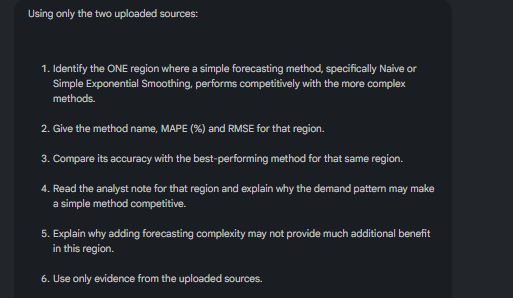 Using only the two uploaded sources:
1. Identify the ONE region where a simple forecasting method, specifically Naive or
Simple Exponential Smoothing, performs competitively with the more complex
methods.
2. Give the method name, MAPE (%) and RMSE for that region.
3. Compare its accuracy with the best-performing method for that same region.
4. Read the analyst note for that region and explain why the demand pattern may make
a simple method competitive.
5. Explain why adding forecasting complexity may not provide much additional benefit
in this region.
6. Use only evidence from the uploaded sources.